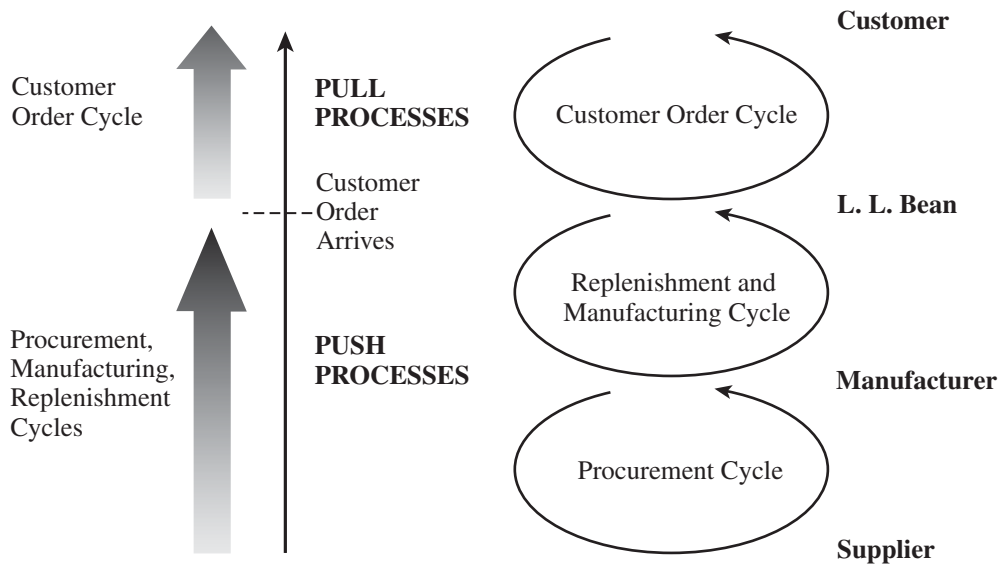 Customer
Order Cycle
PULL
PROCESSES
Customer
Order
Arrives
Procurement,
Manufacturing,
Replenishment
Cycles
PUSH
PROCESSES
Customer
Customer Order Cycle
L. L. Bean
Replenishment and
Manufacturing Cycle
Manufacturer
Procurement Cycle
Supplier